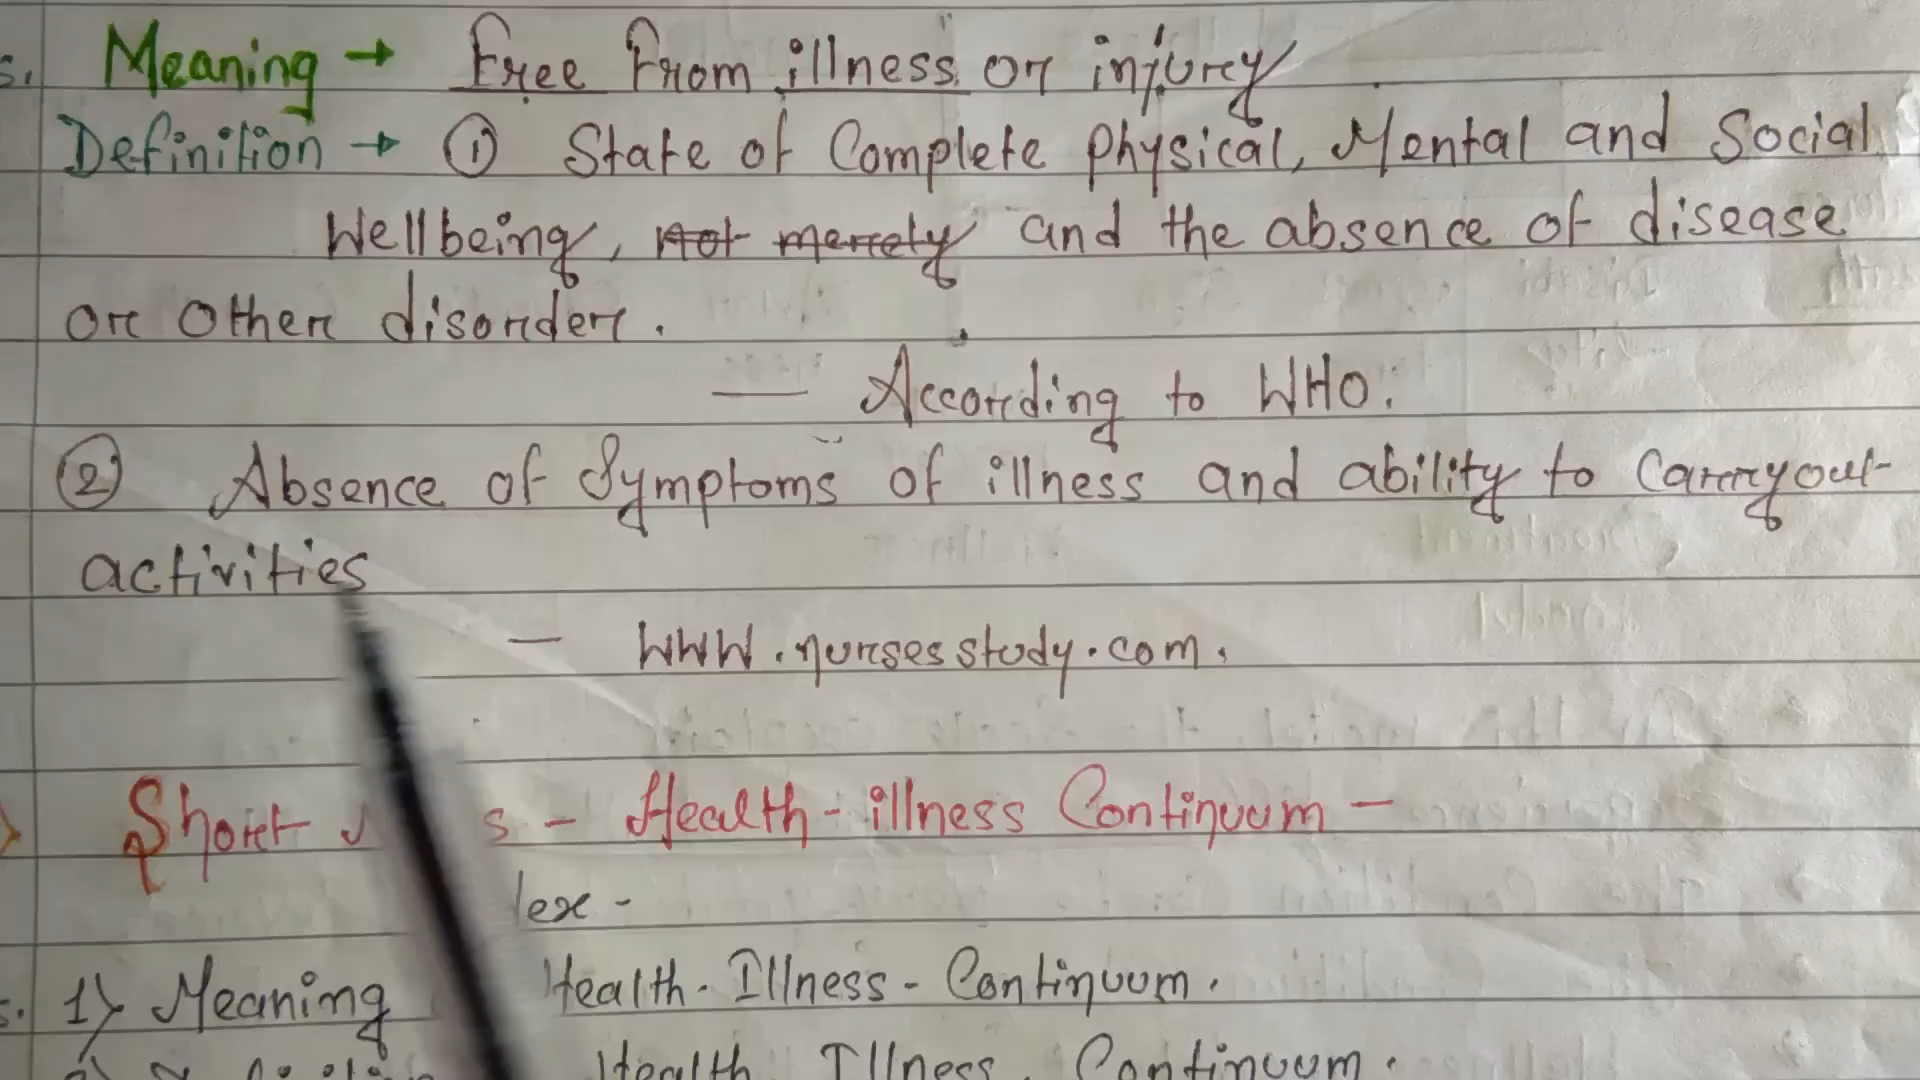 Meaning → Free from illness or injury
Definition → ① State of Complete physical, Mental and Social
Wellbeing, not merely and the absence of disease
or other disorder.
— According to WHO.
② Absence of Symptoms of illness and ability to Carryout
activities
— WWW.nursesstudy.com.
Short - Health - illness Continuum -
1) Meaning Health - Illness - Continuum.
Health Illness Continuum.